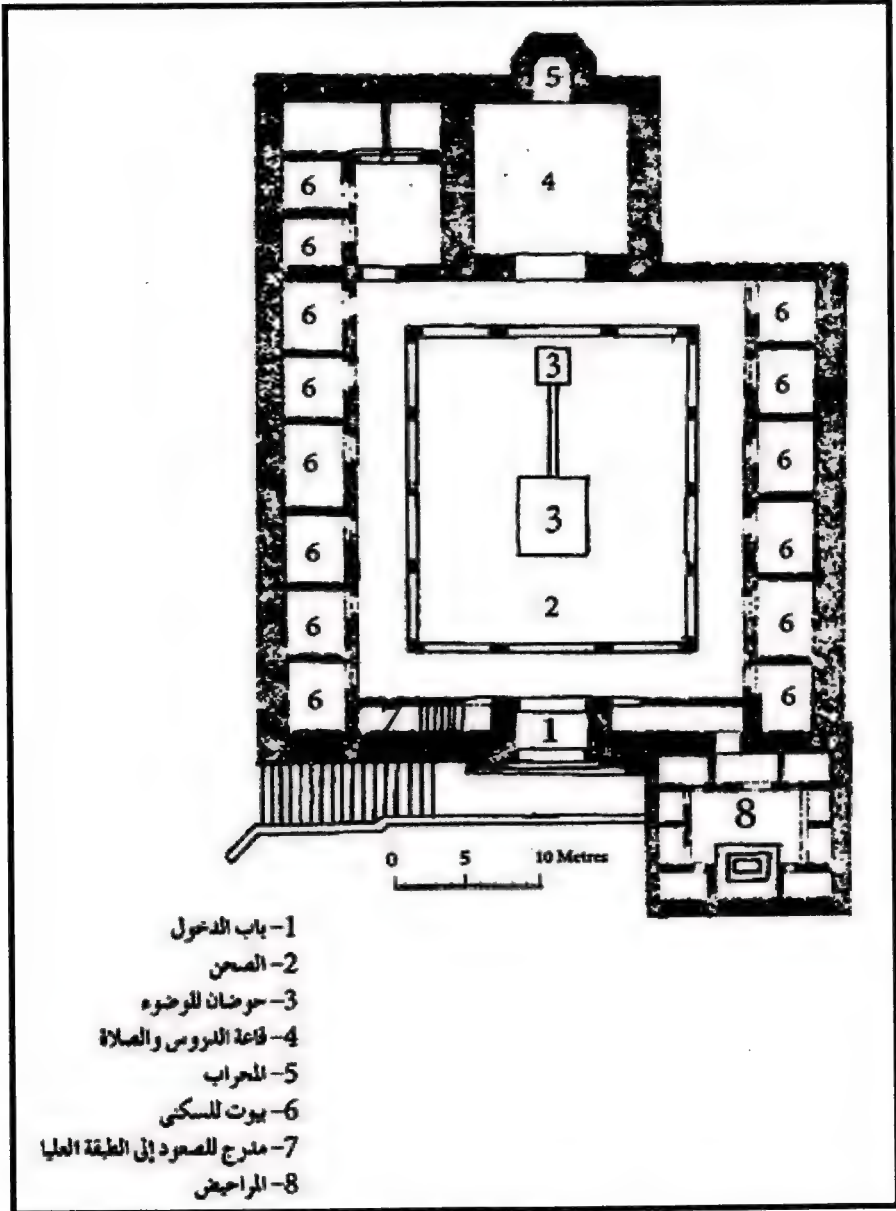 5
6 4
6
6 6
3
6 6
6 6
3
6 6
2
6 6
6 1 6
8
0 5 10 Metres
1- باب الدخول
2- الصحن
3- حوضان للوضوء
4- قاعة الدروس والصلاة
5- المحراب
6- بيوت للسكنى
7- مدرج للصعود إلى الطبقة العليا
8- المراحيض